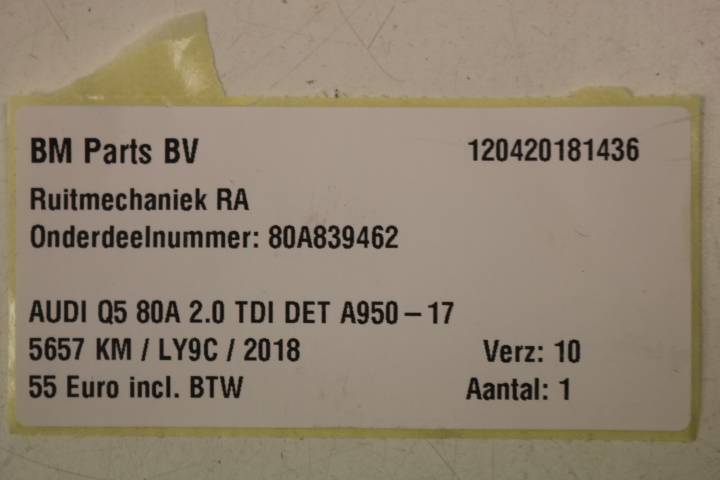 BM Parts BV 120420181436
Ruitmechaniek RA
Onderdeelnummer: 80A839462
AUDI Q5 80A 2.0 TDI DET A950 – 17
5657 KM / LY9C / 2018 Verz: 10
55 Euro incl. BTW Aantal: 1